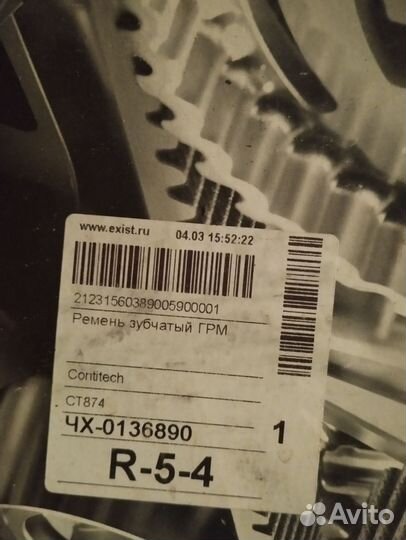 www.exist.ru 04.03 15:52:22
21231560389005900001
Ремень зубчатый ГРМ
A
Contitech
CT874
ЧХ-0136890 1
R-5-4
Avito